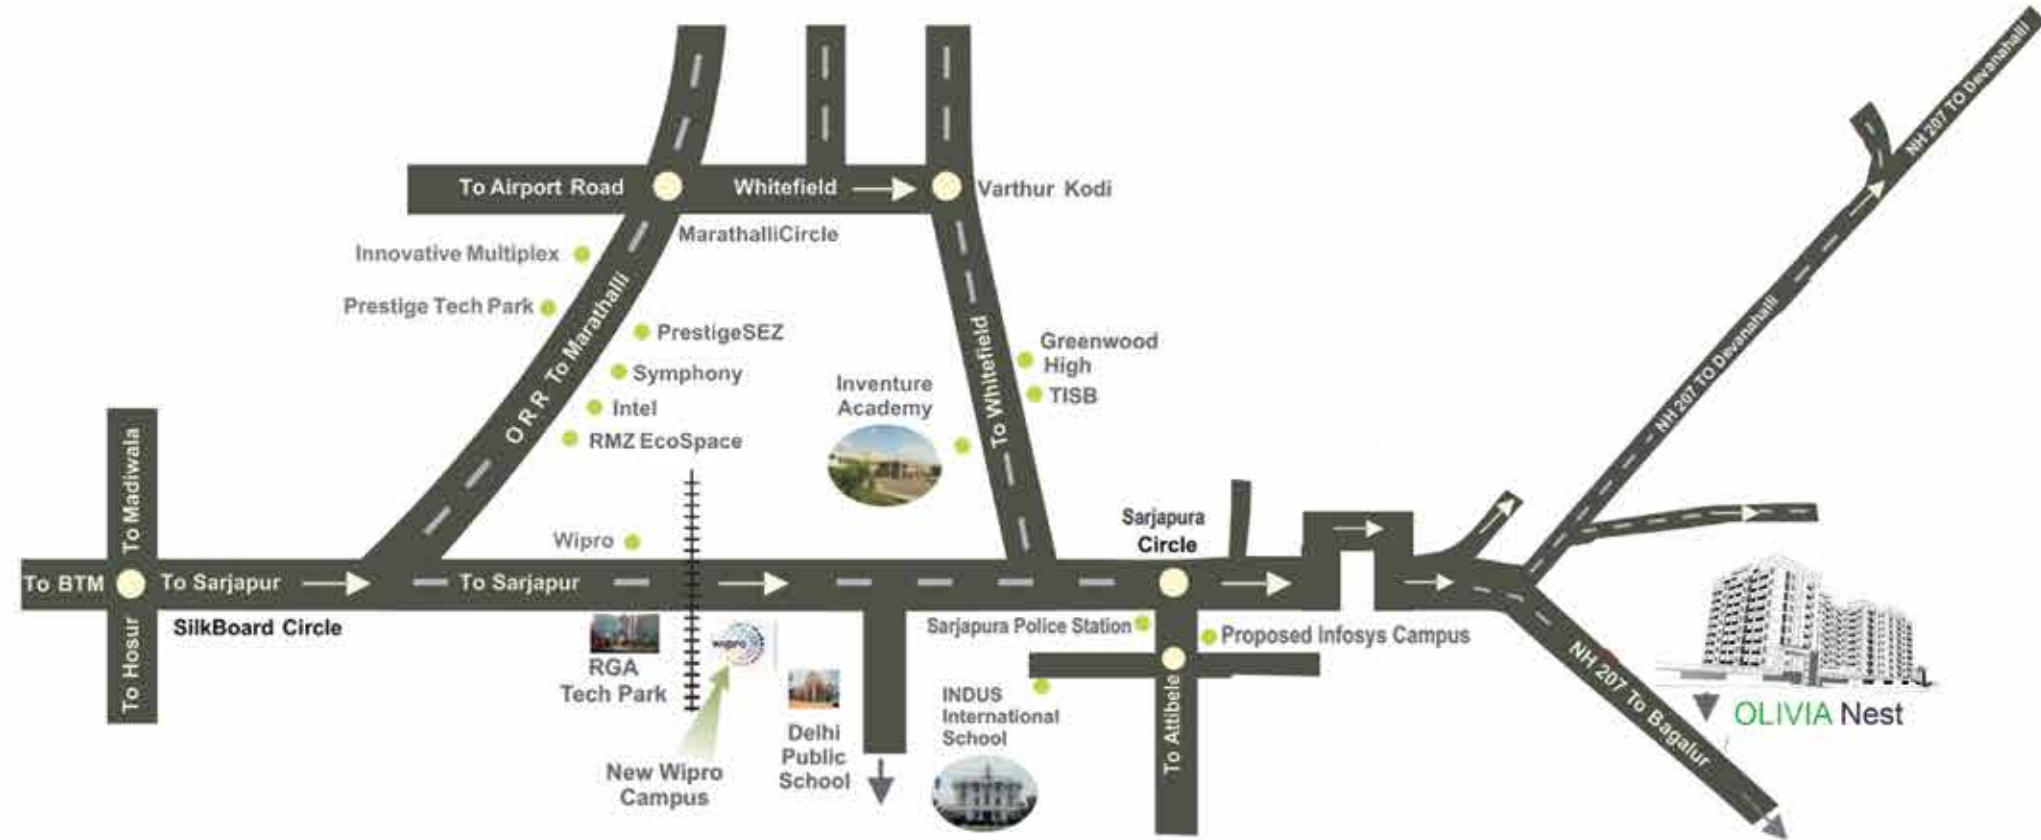 NH 207 TO Devanahalli
To Airport Road
Whitefield
Varthur Kodi
MarathalliCircle
Innovative Multiplex
Prestige Tech Park
ORR To Marathalli
PrestigeSEZ
Symphony
Intel
RMZ EcoSpace
Inventure
Academy
To Whitefield
Greenwood
High
TISB
NH 207 TO Devanahalli
To Madiwala
Wipro
Sarjapura
Circle
To BTM
To Sarjapur
To Sarjapur
SilkBoard Circle
To Hosur
RGA
Tech Park
wipro
New Wipro
Campus
Delhi
Public
School
Sarjapura Police Station
Proposed Infosys Campus
INDUS
International
School
To Attibele
NH 207 To Bagalur
OLIVIA Nest